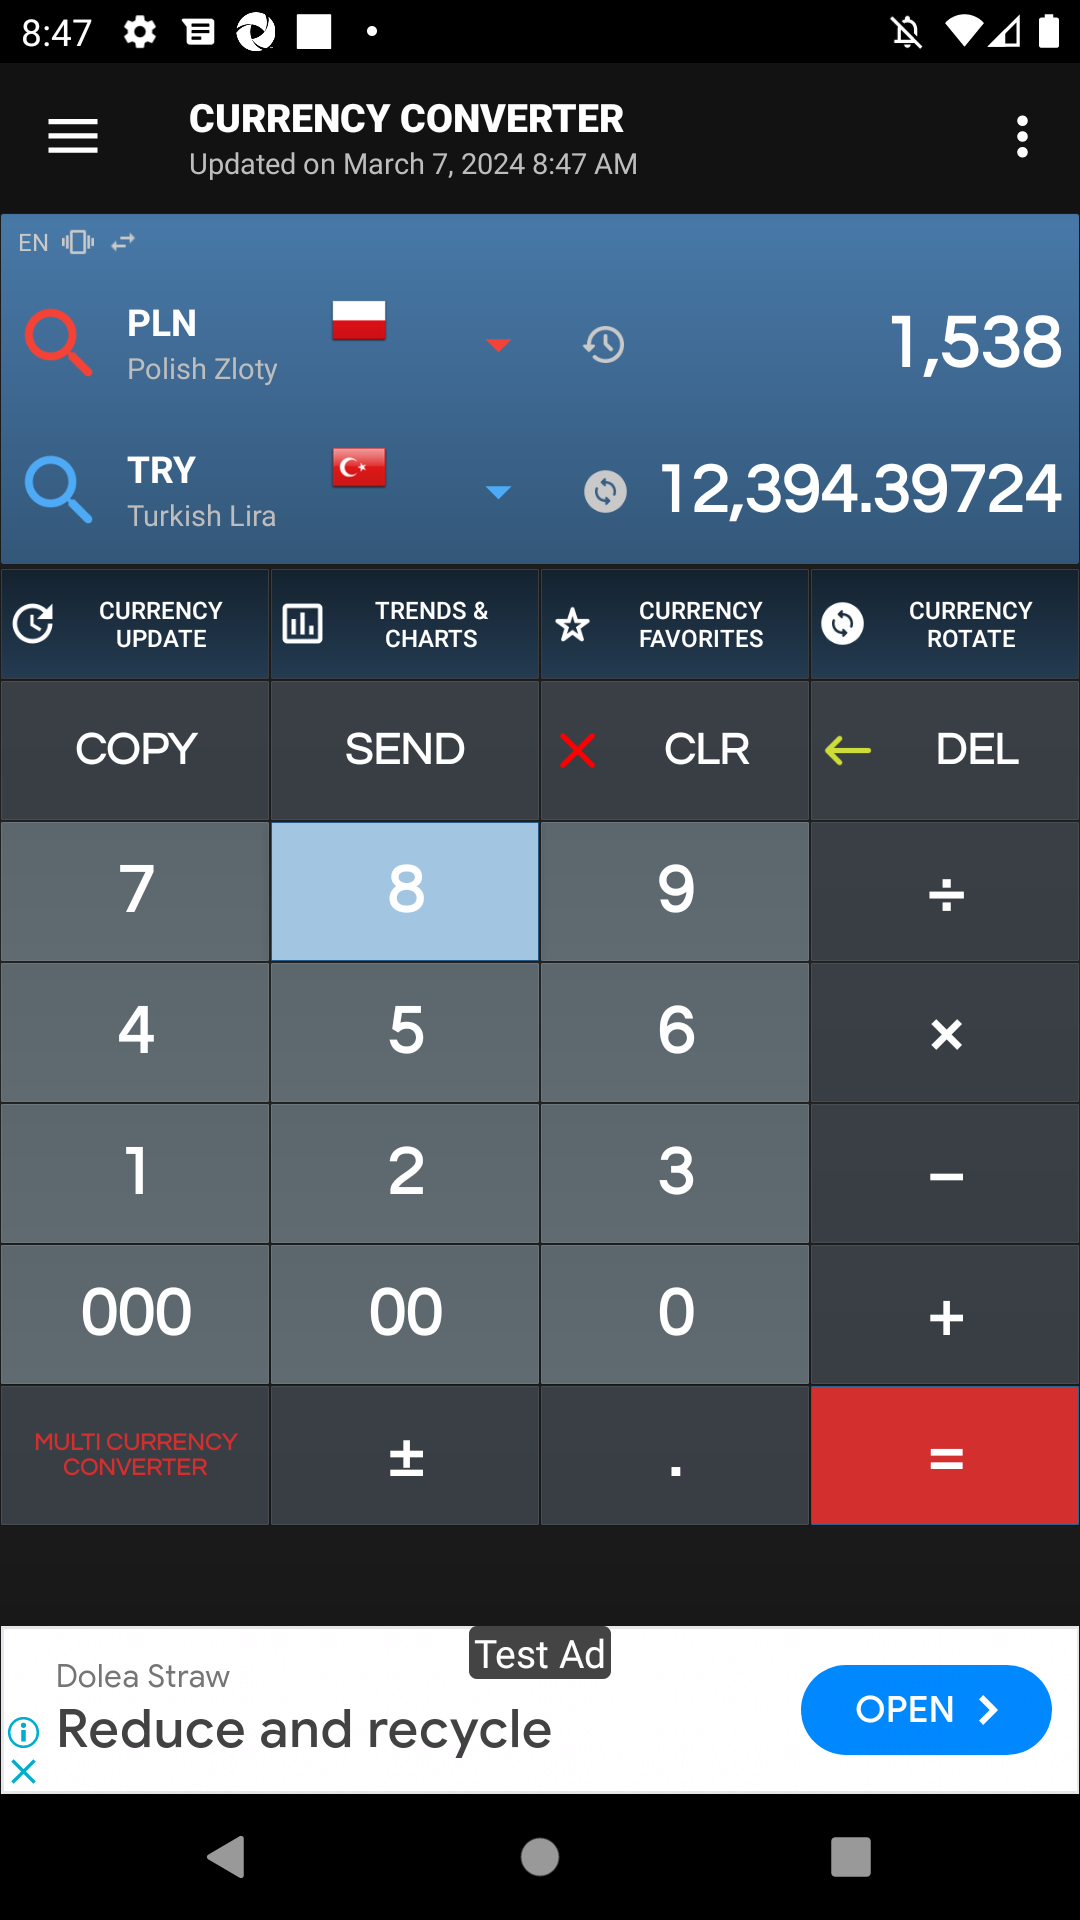 8:47
CURRENCY CONVERTER
Updated on March 7, 2024 8:47 AM
EN
PLN
Polish Zloty
1,538
TRY
Turkish Lira
12,394.39724
CURRENCY UPDATE
TRENDS & CHARTS
CURRENCY FAVORITES
CURRENCY ROTATE
COPY
SEND
CLR
DEL
7
8
9
÷
4
5
6
×
1
2
3
−
000
00
0
+
MULTI CURRENCY CONVERTER
±
.
=
Test Ad
Dolea Straw
Reduce and recycle
OPEN